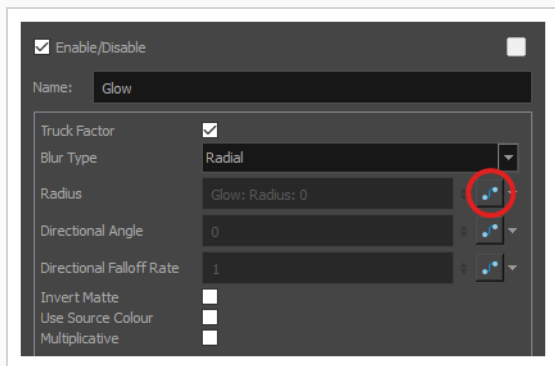 Enable/Disable
Name: Glow
Truck Factor
Blur Type Radial
Radius Glow: Radius: 0
Directional Angle 0
Directional Falloff Rate 1
Invert Matte
Use Source Colour
Multiplicative